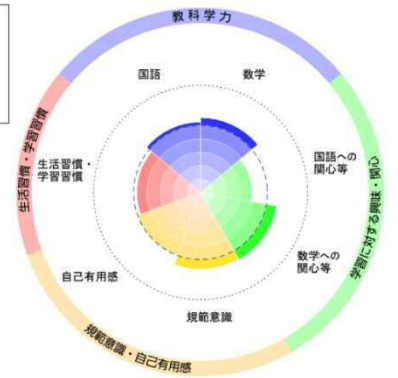 教科学力
国語
数学
国語への
関心等
学習に対する興味・関心
数学への
関心等
規範意識
規範意識・自己有用感
自己有用感
生活習慣・
学習習慣
生活習慣・学習習慣